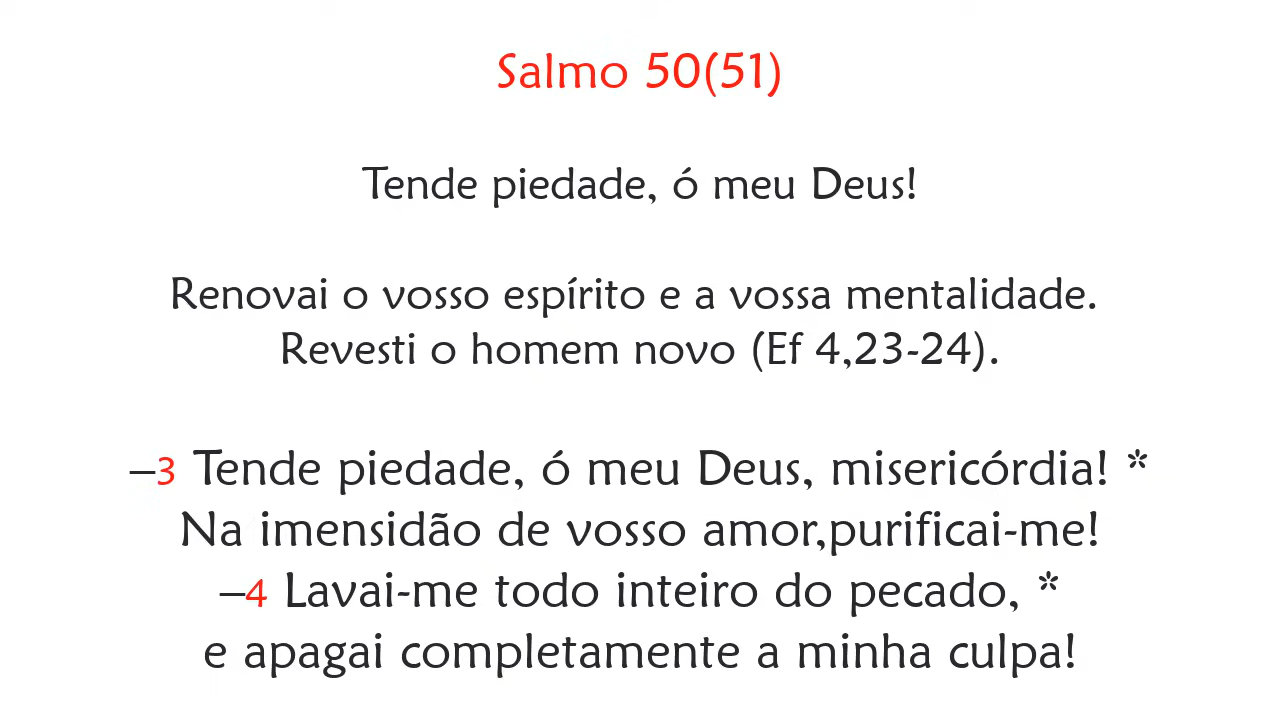 Salmo 50(51)
Tende piedade, ó meu Deus!
Renovai o vosso espírito e a vossa mentalidade.
Revesti o homem novo (Ef 4,23-24).
–3 Tende piedade, ó meu Deus, misericórdia! *
Na imensidão de vosso amor,purificai-me!
–4 Lavai-me todo inteiro do pecado, *
e apagai completamente a minha culpa!